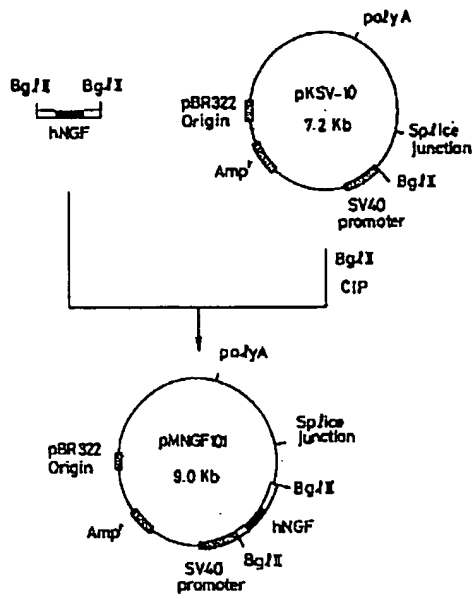 polyA
BglII BglII
hNGF
pBR322
Origin
pKSV-10
7.2 Kb
Splice
junction
Ampr
BglII
SV40
promoter
BglII
CIP
polyA
pBR322
Origin
pMNGF101
9.0 Kb
Splice
junction
BglII
hNGF
Ampr
BglII
SV40
promoter